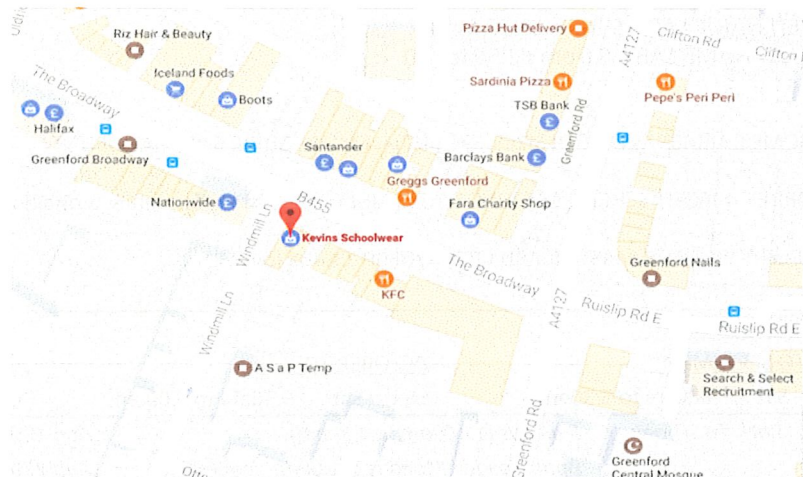 Pizza Hut Delivery
Riz Hair & Beauty
A4127
Clifton Rd
Clifton
The Broadway
Iceland Foods
Sardinia Pizza
Boots
Pepe's Peri Peri
TSB Bank
Halifax
Greenford Rd
Greenford Broadway
Santander
Barclays Bank
Greggs Greenford
Nationwide
B455
Fara Charity Shop
Windmill Ln
Kevins Schoolwear
The Broadway
Greenford Nails
KFC
A4127
Ruislip Rd E
Windmill Ln
Ruislip Rd E
A S a P Temp
Search & Select
Recruitment
Greenford Rd
Greenford
Central Mosque